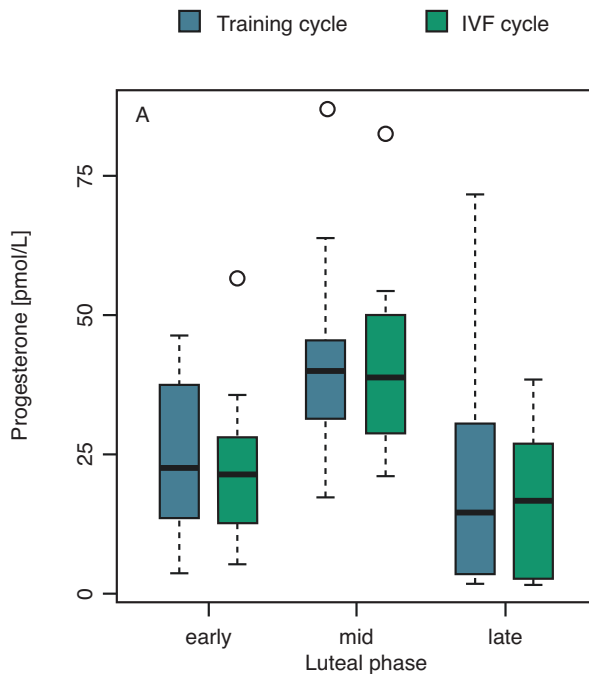 Training cycle IVF cycle
A
Progesterone [pmol/L]
75
50
25
0
early mid late
Luteal phase